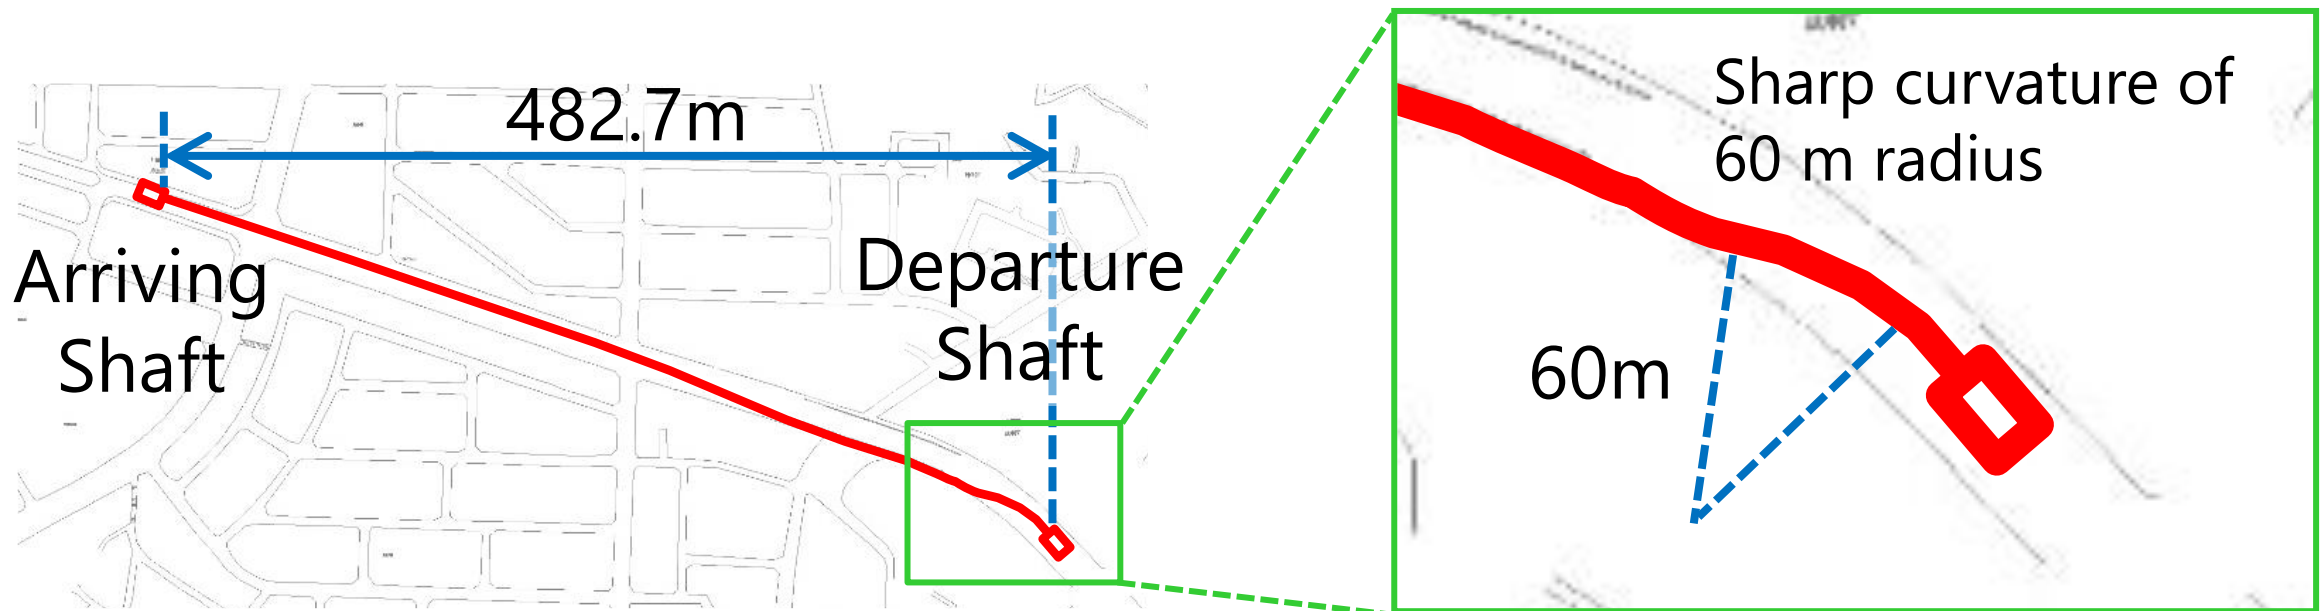 482.7m
Arriving
Shaft
Departure
Shaft
Sharp curvature of
60 m radius
60m